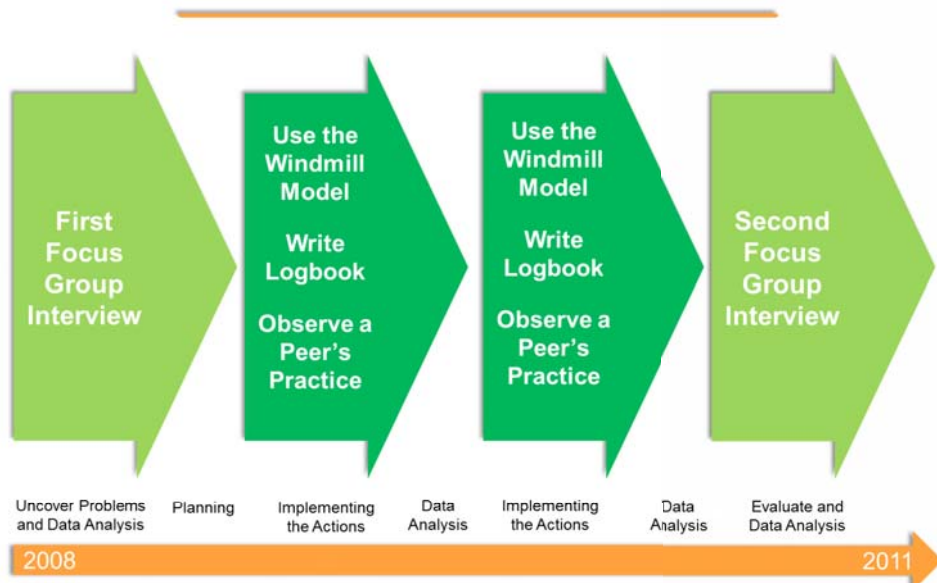 First
Focus
Group
Interview
Use the
Windmill
Model
Write
Logbook
Observe a
Peer's
Practice
Use the
Windmill
Model
Write
Logbook
Observe a
Peer's
Practice
Second
Focus
Group
Interview
Uncover Problems
and Data Analysis
Planning
Implementing
the Actions
Data
Analysis
Implementing
the Actions
Data
Analysis
Evaluate and
Data Analysis
2008
2011